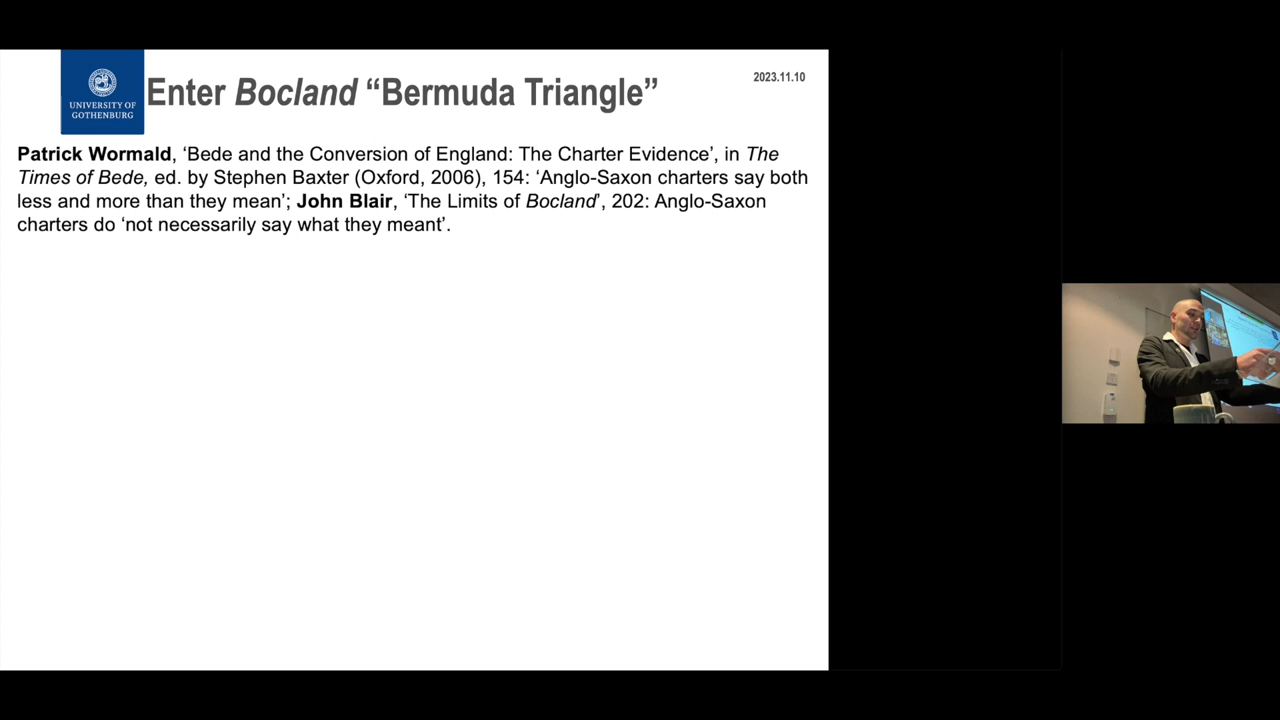 UNIVERSITY OF
GOTHENBURG
Enter Bocland “Bermuda Triangle”
2023.11.10
Patrick Wormald, ‘Bede and the Conversion of England: The Charter Evidence’, in The
Times of Bede, ed. by Stephen Baxter (Oxford, 2006), 154: ‘Anglo-Saxon charters say both
less and more than they mean’; John Blair, ‘The Limits of Bocland’, 202: Anglo-Saxon
charters do ‘not necessarily say what they meant’.